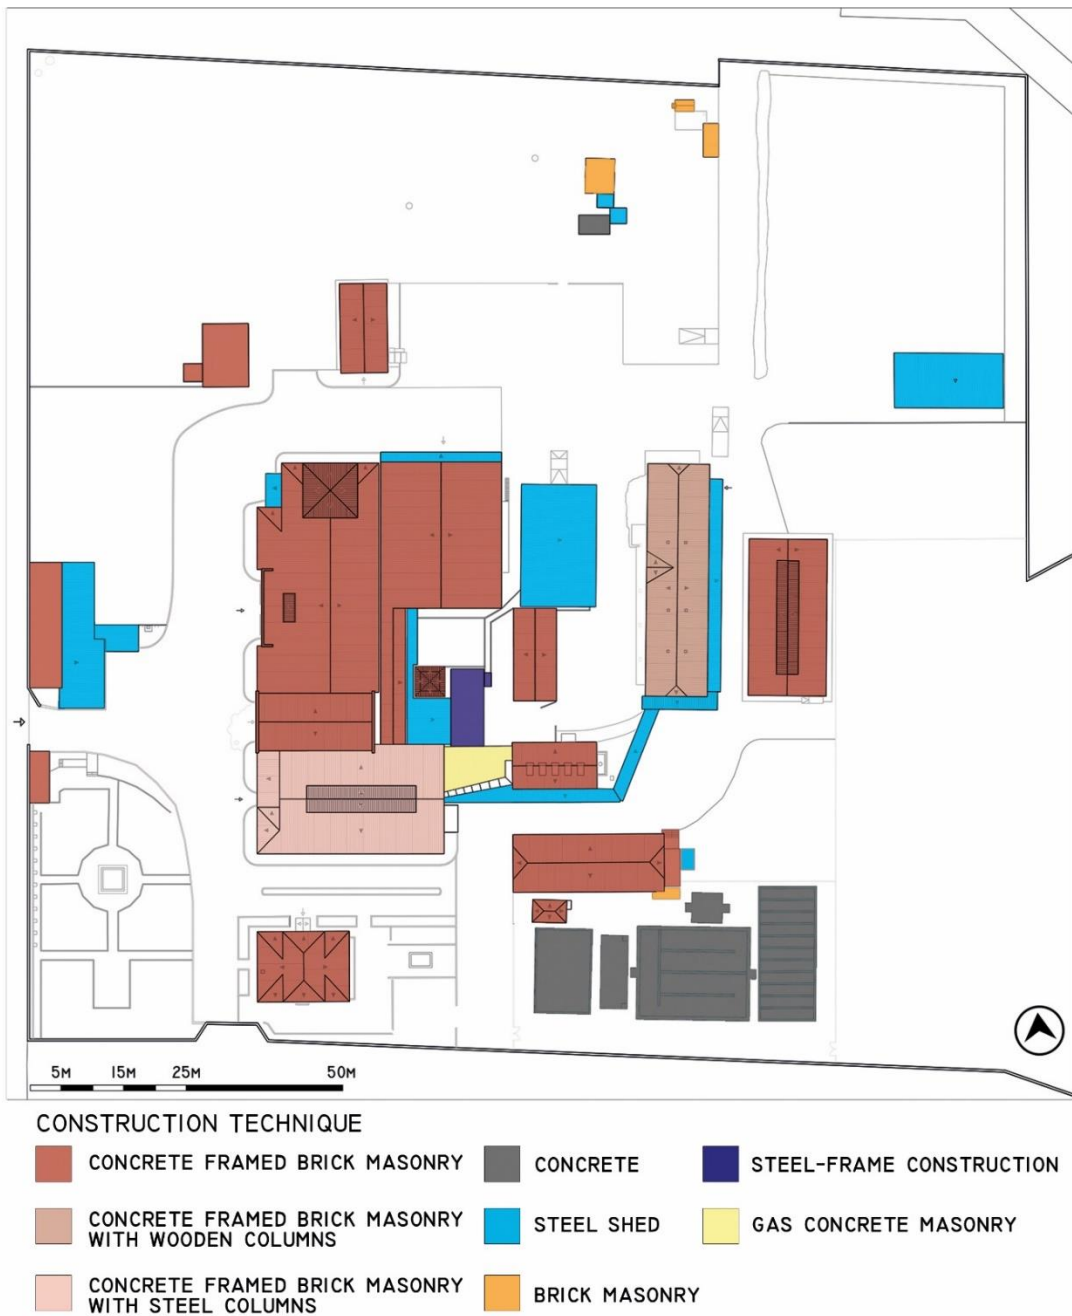 5M 15M 25M 50M
CONSTRUCTION TECHNIQUE
CONCRETE FRAMED BRICK MASONRY
CONCRETE
STEEL-FRAME CONSTRUCTION
CONCRETE FRAMED BRICK MASONRY
WITH WOODEN COLUMNS
STEEL SHED
GAS CONCRETE MASONRY
CONCRETE FRAMED BRICK MASONRY
WITH STEEL COLUMNS
BRICK MASONRY